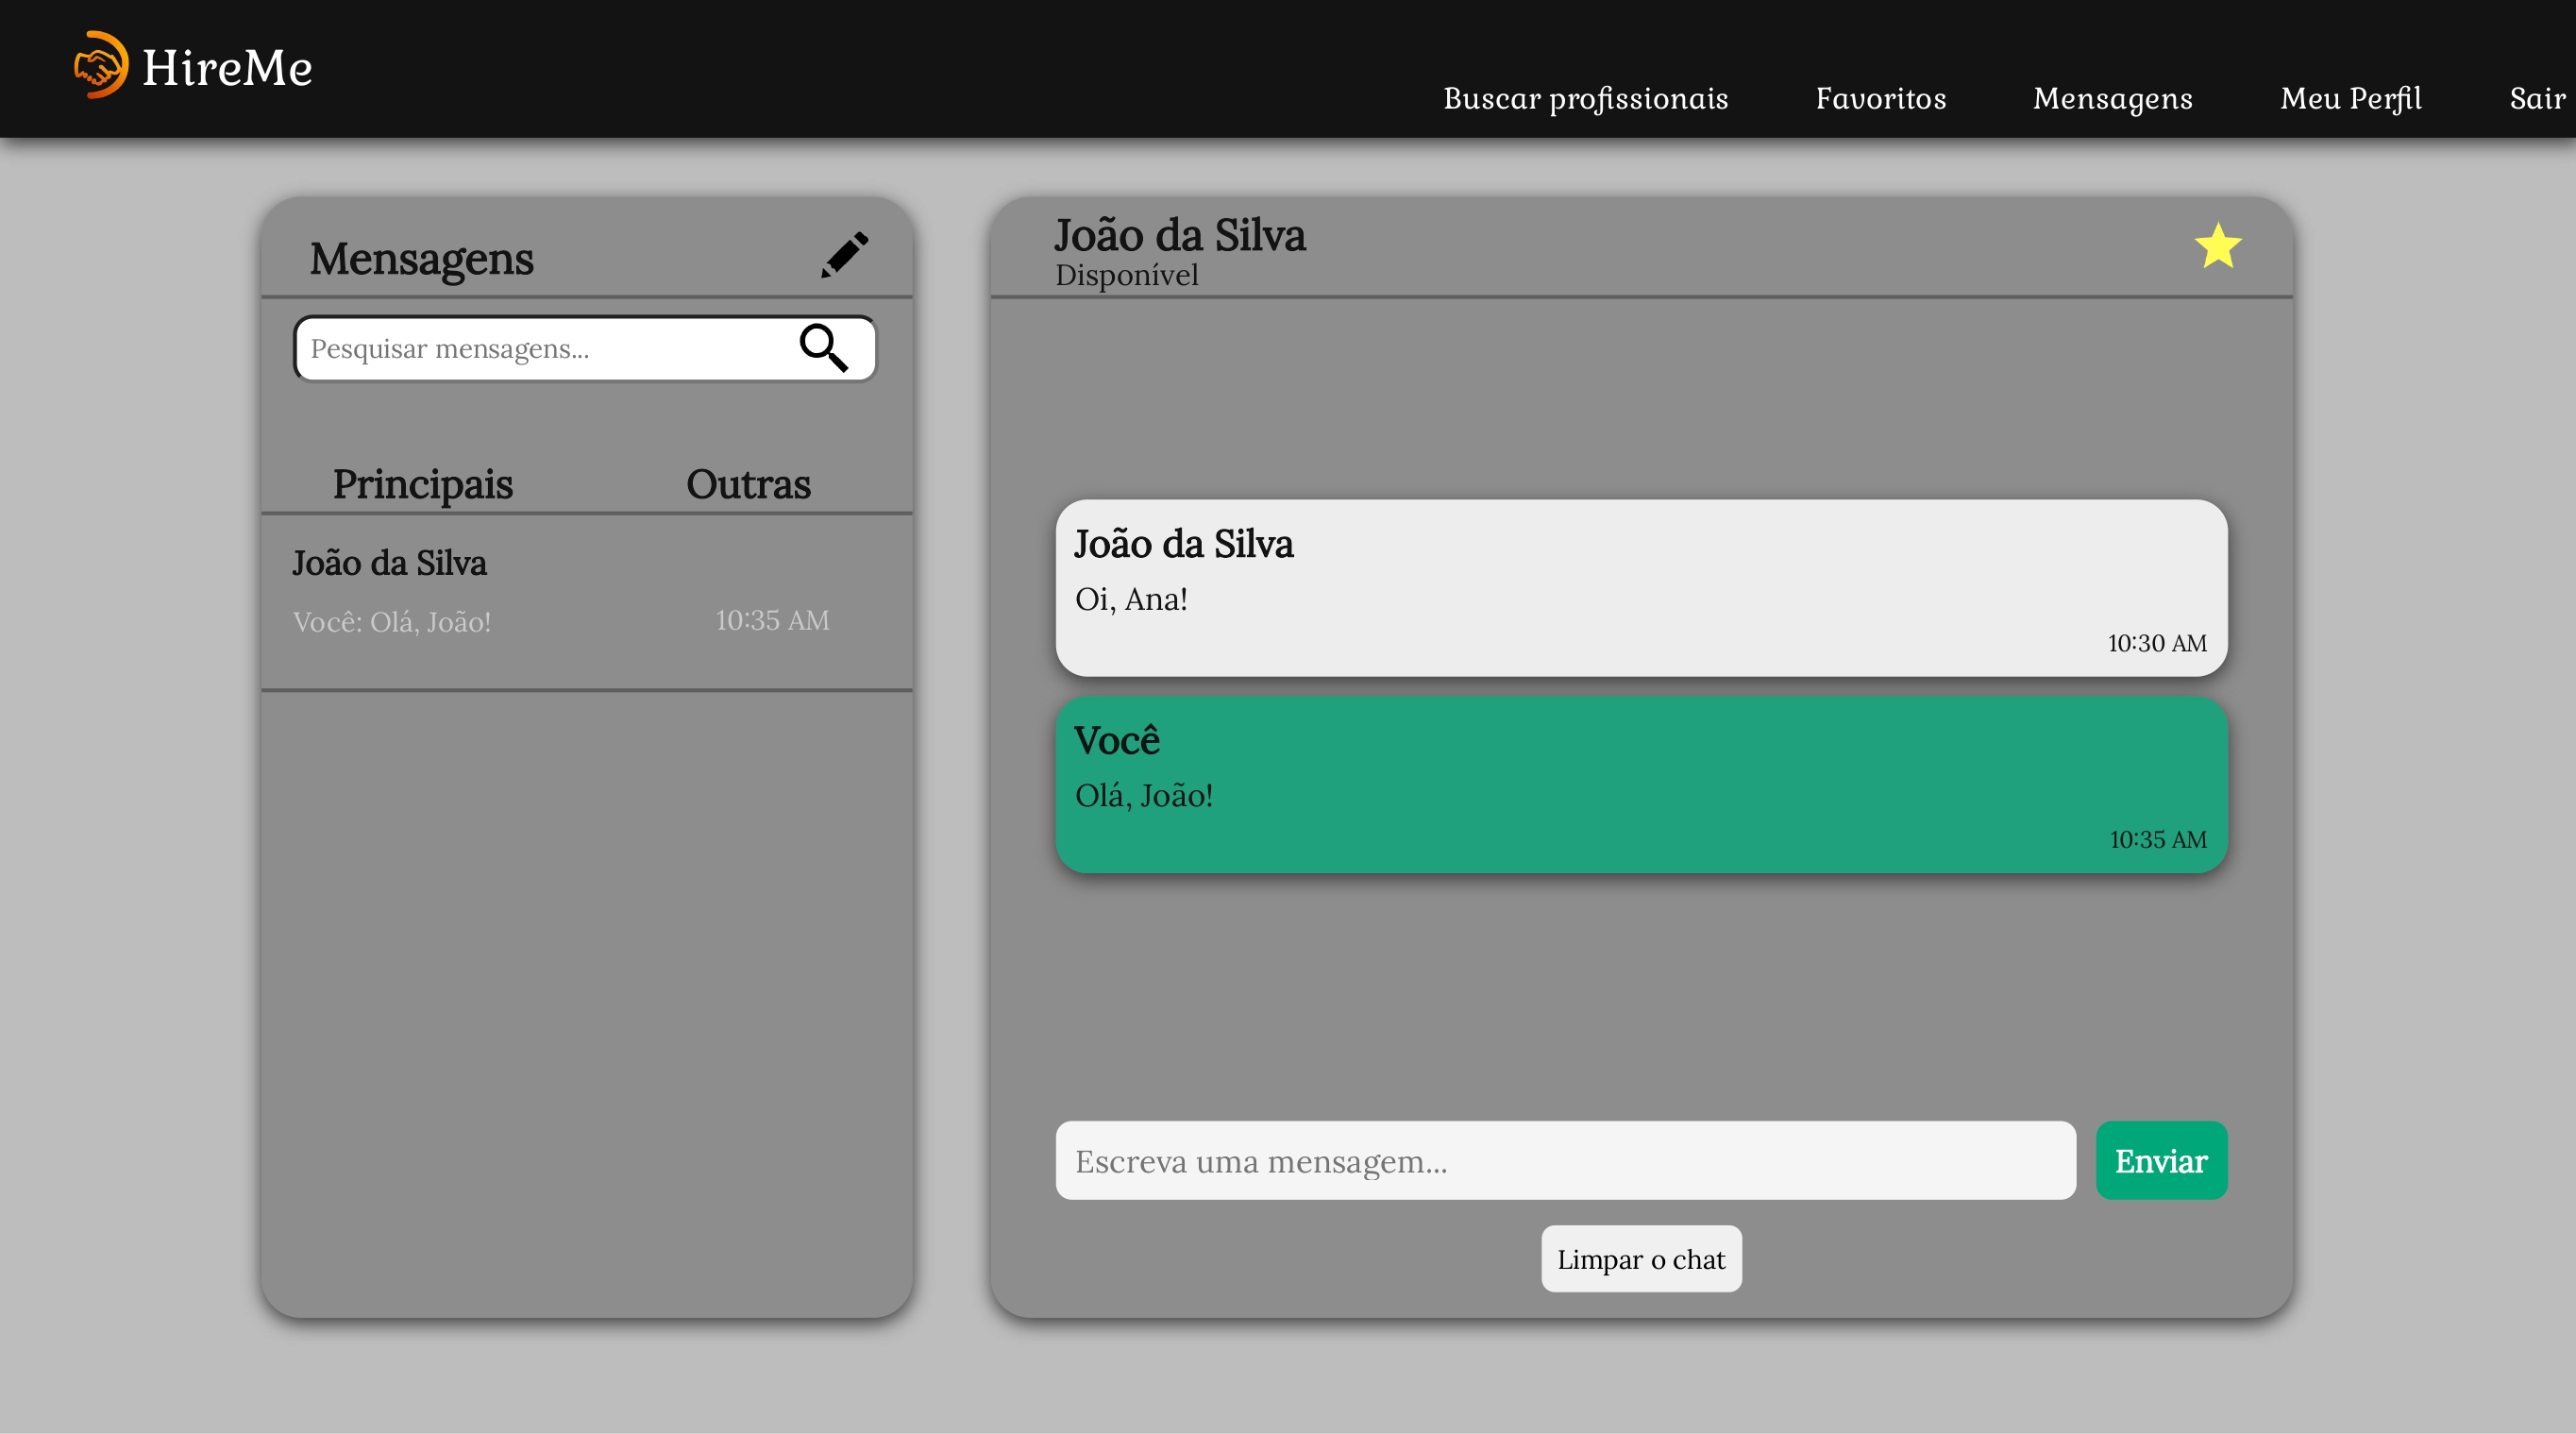 HireMe
Buscar profissionais
Favoritos
Mensagens
Meu Perfil
Sair
Mensagens
Pesquisar mensagens...
Principais
Outras
João da Silva
Você: Olá, João!
10:35 AM
João da Silva
Disponível
João da Silva
Oi, Ana!
10:30 AM
Você
Olá, João!
10:35 AM
Escreva uma mensagem...
Enviar
Limpar o chat